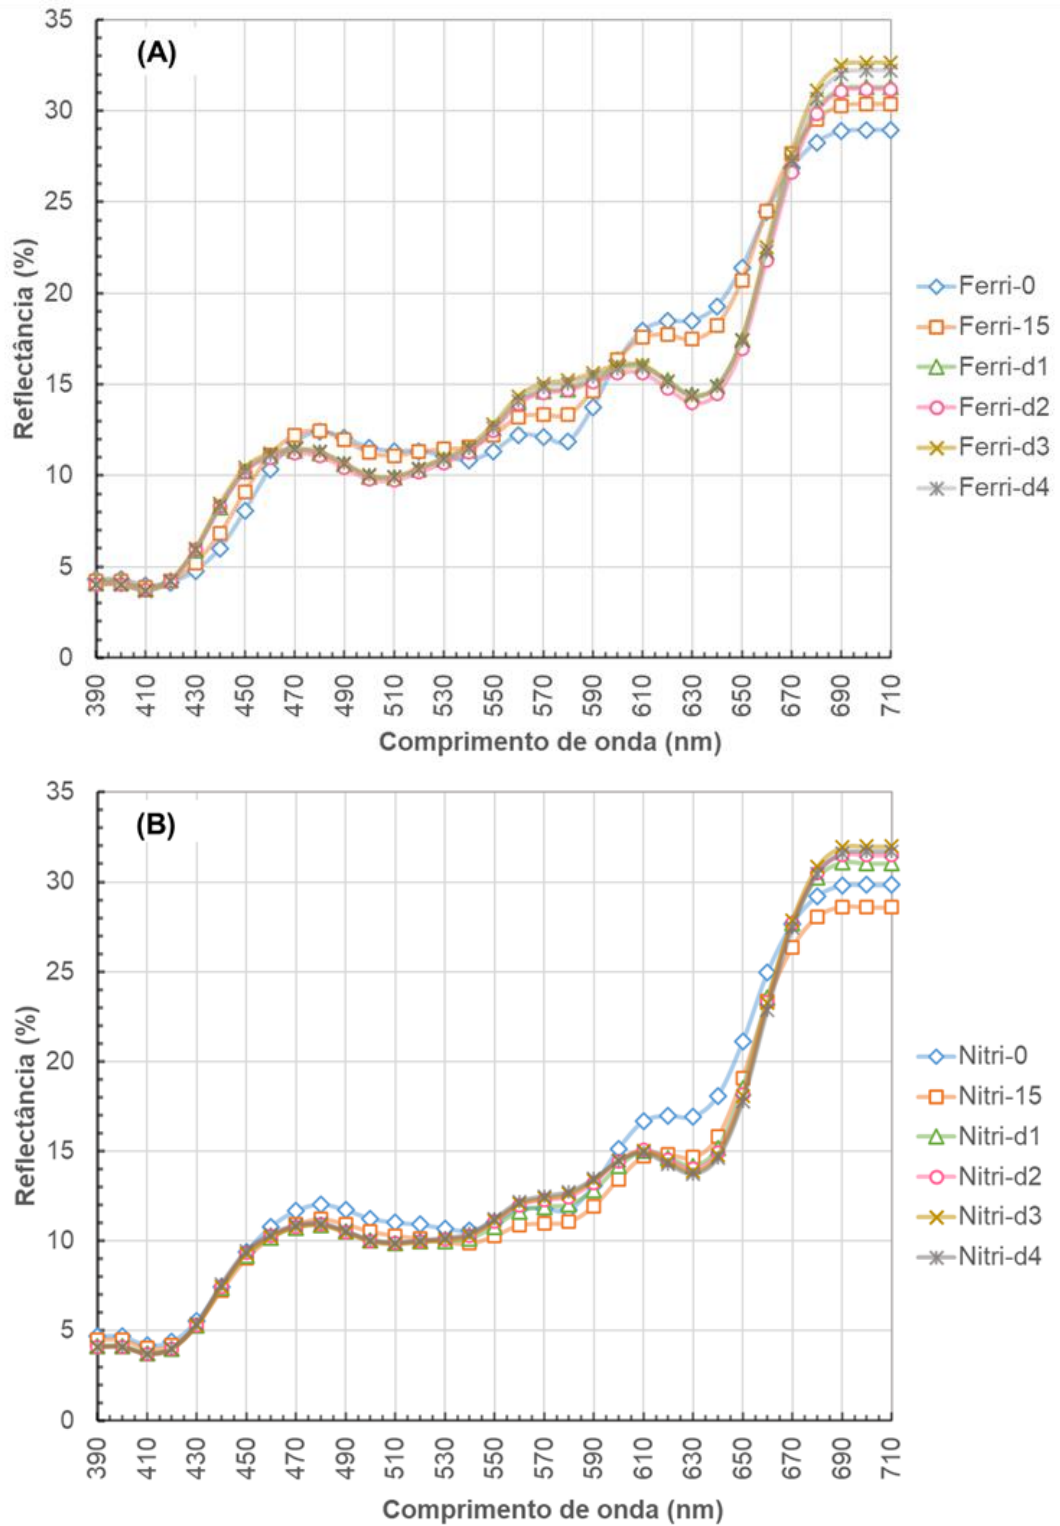 (A)
35
30
25
20
15
10
5
0
Reflectância (%)
390
410
430
450
470
490
510
530
550
570
590
610
630
650
670
690
710
Comprimento de onda (nm)
Ferri-0
Ferri-15
Ferri-d1
Ferri-d2
Ferri-d3
Ferri-d4
(B)
35
30
25
20
15
10
5
0
Reflectância (%)
390
410
430
450
470
490
510
530
550
570
590
610
630
650
670
690
710
Comprimento de onda (nm)
Nitri-0
Nitri-15
Nitri-d1
Nitri-d2
Nitri-d3
Nitri-d4